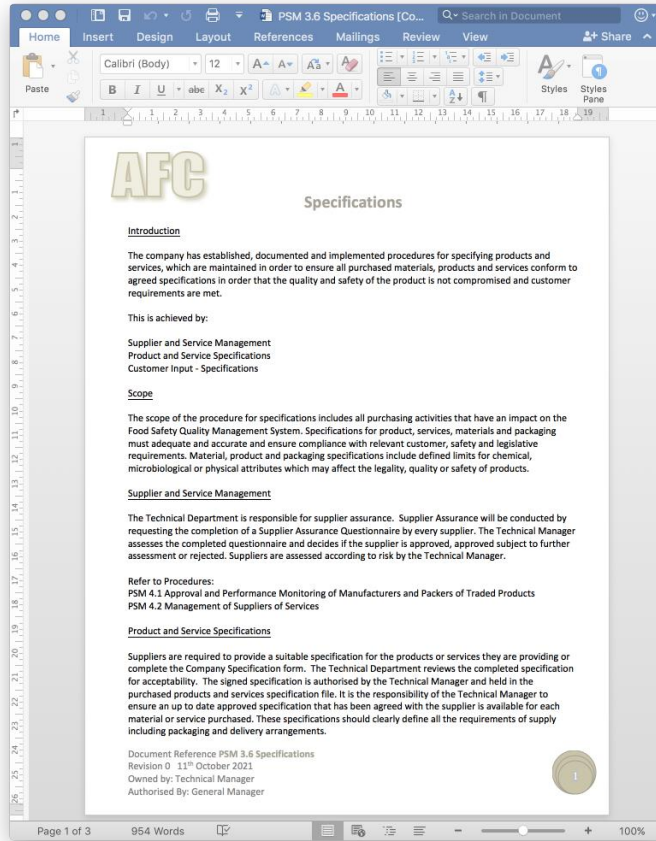 PSM 3.6 Specifications [Co...
Search in Document
Home Insert Design Layout References Mailings Review View Share
Paste
Calibri (Body) 12
Styles Styles Pane
AFC
Specifications
Introduction
The company has established, documented and implemented procedures for specifying products and
services, which are maintained in order to ensure all purchased materials, products and services conform to
agreed specifications in order that the quality and safety of the product is not compromised and customer
requirements are met.
This is achieved by:
Supplier and Service Management
Product and Service Specifications
Customer Input - Specifications
Scope
The scope of the procedure for specifications includes all purchasing activities that have an impact on the
Food Safety Quality Management System. Specifications for product, services, materials and packaging
must adequate and accurate and ensure compliance with relevant customer, safety and legislative
requirements. Material, product and packaging specifications include defined limits for chemical,
microbiological or physical attributes which may affect the legality, quality or safety of products.
Supplier and Service Management
The Technical Department is responsible for supplier assurance. Supplier Assurance will be conducted by
requesting the completion of a Supplier Assurance Questionnaire by every supplier. The Technical Manager
assesses the completed questionnaire and decides if the supplier is approved, approved subject to further
assessment or rejected. Suppliers are assessed according to risk by the Technical Manager.
Refer to Procedures:
PSM 4.1 Approval and Performance Monitoring of Manufacturers and Packers of Traded Products
PSM 4.2 Management of Suppliers of Services
Product and Service Specifications
Suppliers are required to provide a suitable specification for the products or services they are providing or
complete the Company Specification form. The Technical Department reviews the completed specification
for acceptability. The signed specification is authorised by the Technical Manager and held in the
purchased products and services specification file. It is the responsibility of the Technical Manager to
ensure an up to date approved specification that has been agreed with the supplier is available for each
material or service purchased. These specifications should clearly define all the requirements of supply
including packaging and delivery arrangements.
Document Reference PSM 3.6 Specifications
Revision 0 11th October 2021
Owned by: Technical Manager
Authorised By: General Manager
1
Page 1 of 3 954 Words 100%